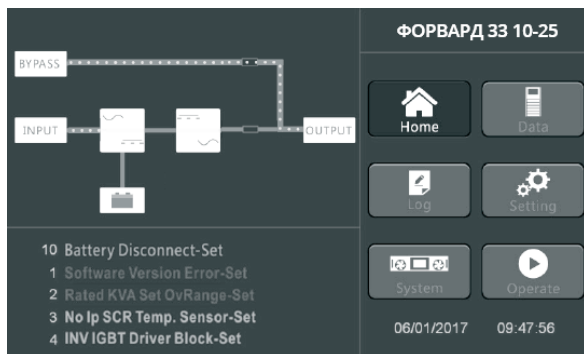 ФОРВАРД 33 10-25
BYPASS
INPUT
OUTPUT
Home
Data
Log
Setting
System
Operate
10 Battery Disconnect-Set
1 Software Version Error-Set
2 Rated KVA Set OvRange-Set
3 No Ip SCR Temp. Sensor-Set
4 INV IGBT Driver Block-Set
06/01/2017 09:47:56